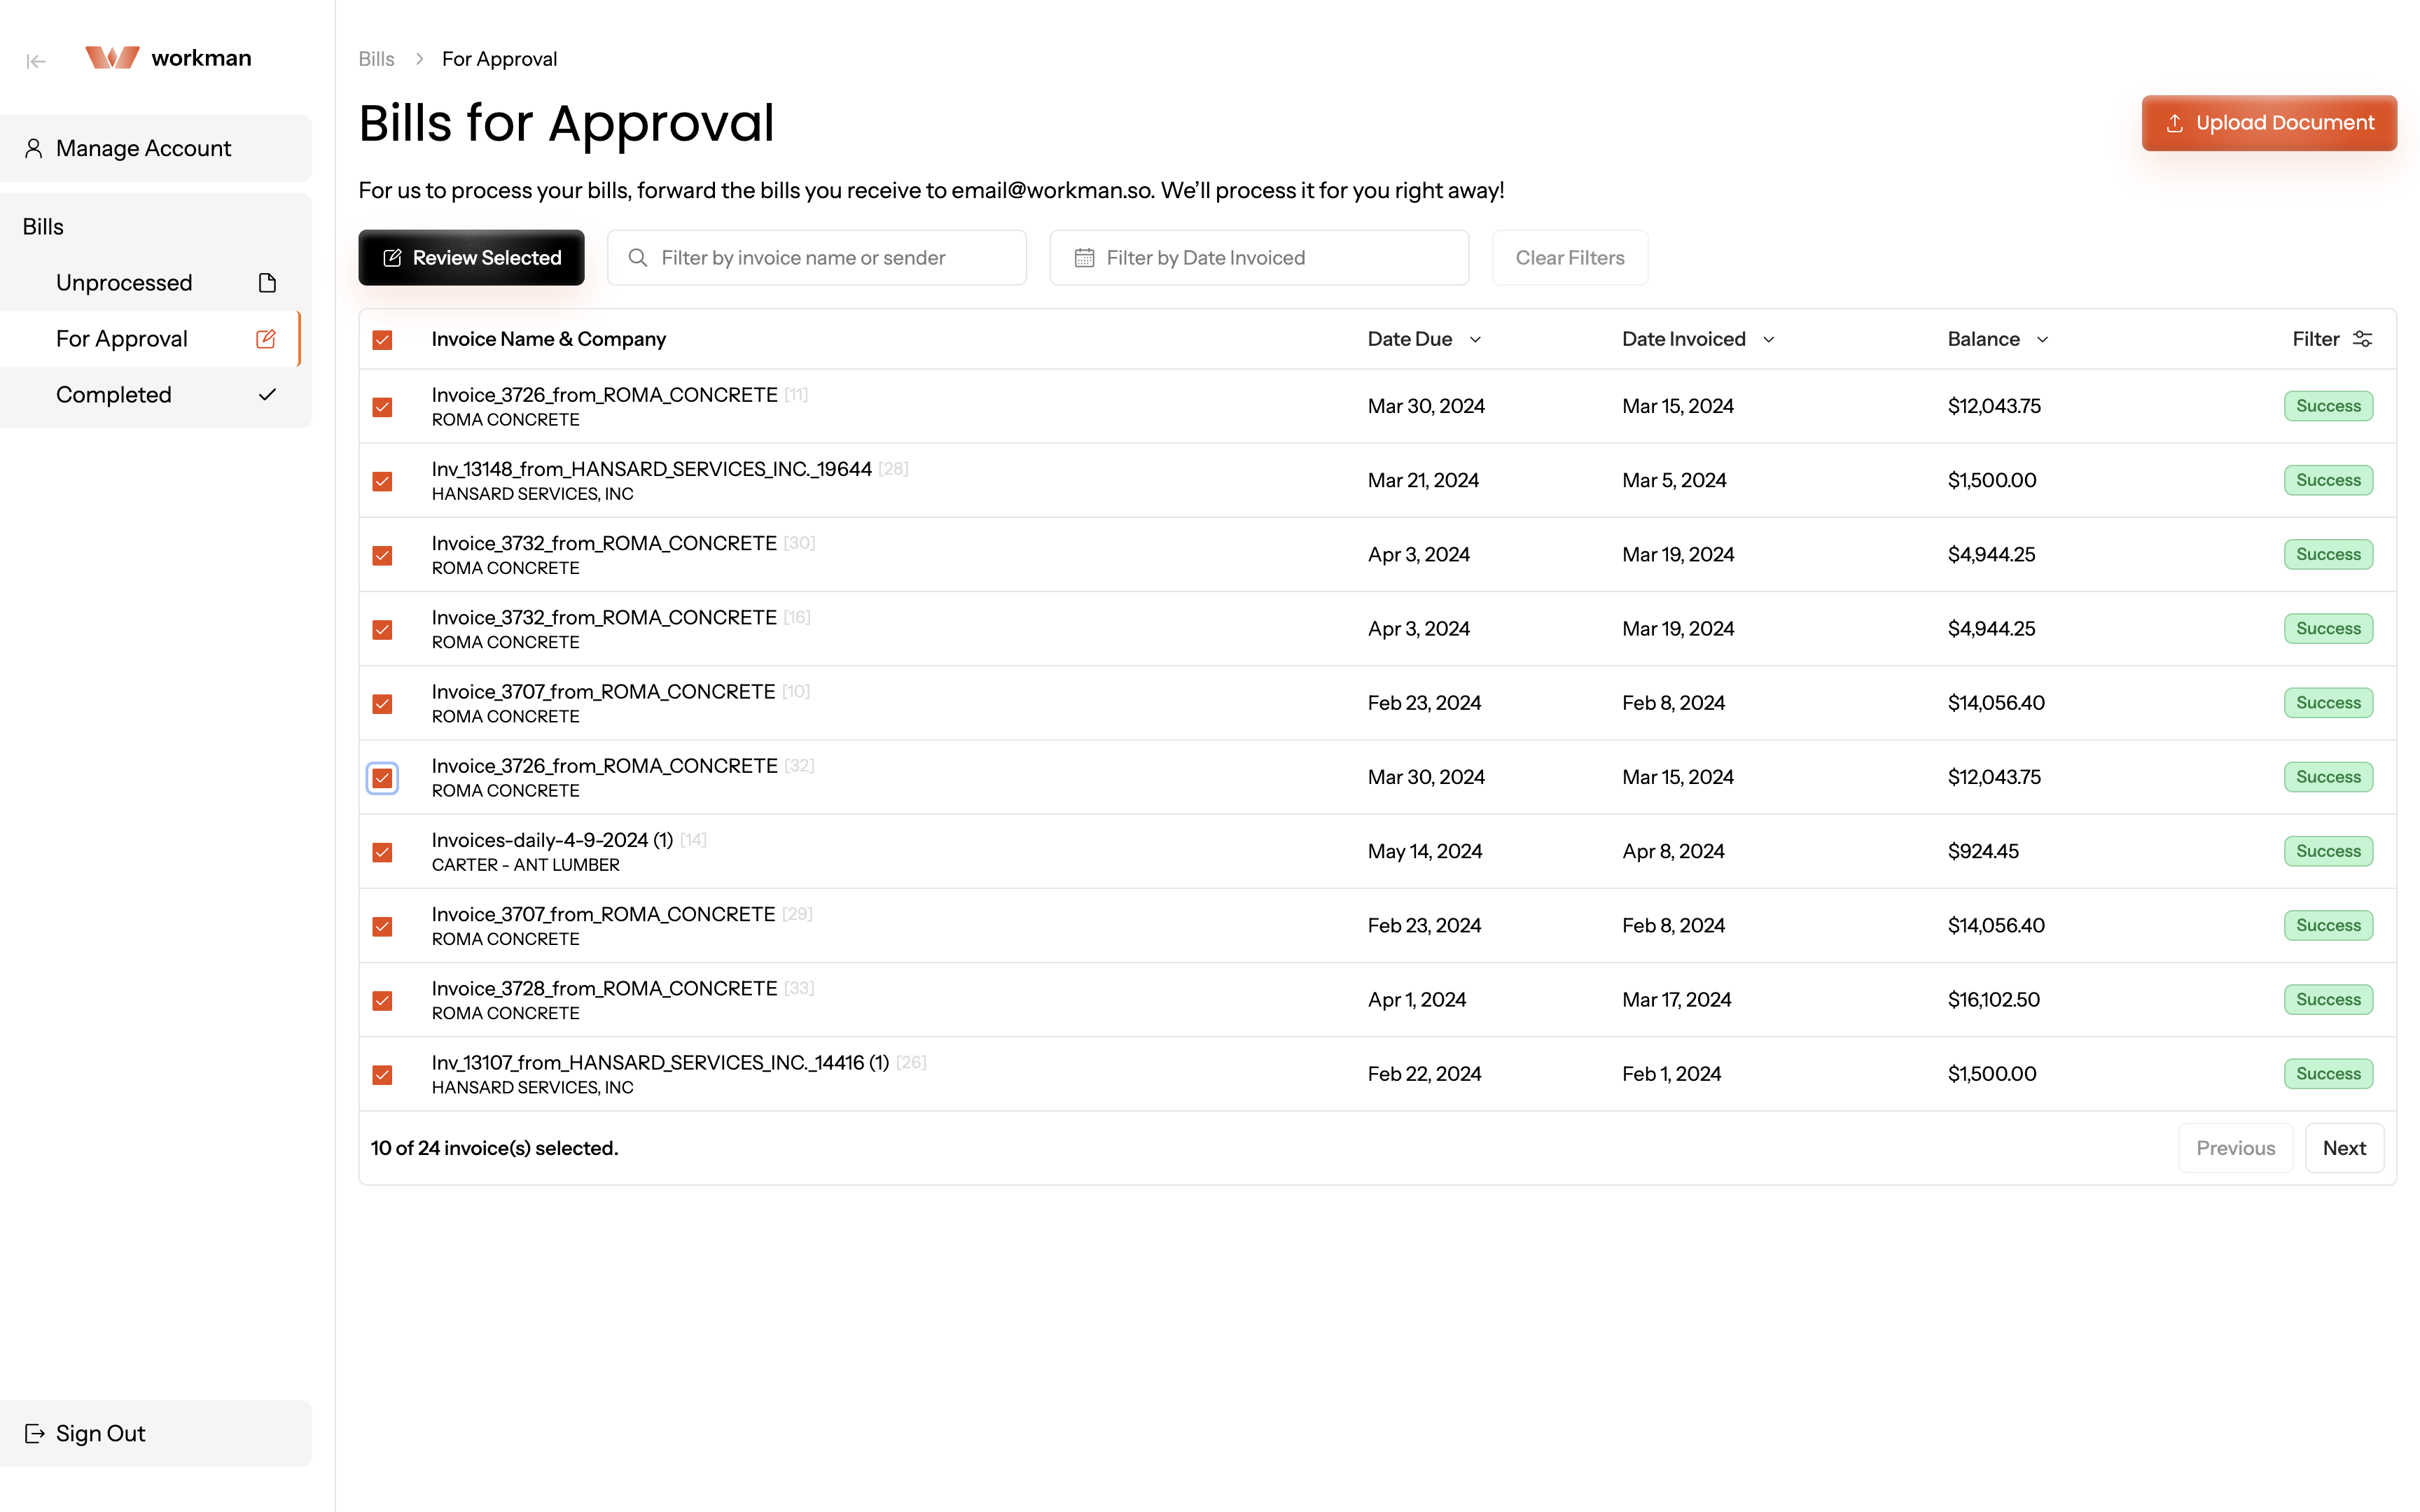 workman
Manage Account
Bills
Unprocessed
For Approval
Completed
Sign Out
Bills > For Approval
Bills for Approval
Upload Document
For us to process your bills, forward the bills you receive to email@workman.so. We’ll process it for you right away!
Review Selected
Filter by invoice name or sender
Filter by Date Invoiced
Clear Filters
Invoice Name & Company Date Due Date Invoiced Balance Filter
Invoice_3726_from_ROMA_CONCRETE [11]
ROMA CONCRETE
Mar 30, 2024 Mar 15, 2024 $12,043.75 Success
Inv_13148_from_HANSARD_SERVICES_INC._19644 [28]
HANSARD SERVICES, INC
Mar 21, 2024 Mar 5, 2024 $1,500.00 Success
Invoice_3732_from_ROMA_CONCRETE [30]
ROMA CONCRETE
Apr 3, 2024 Mar 19, 2024 $4,944.25 Success
Invoice_3732_from_ROMA_CONCRETE [16]
ROMA CONCRETE
Apr 3, 2024 Mar 19, 2024 $4,944.25 Success
Invoice_3707_from_ROMA_CONCRETE [10]
ROMA CONCRETE
Feb 23, 2024 Feb 8, 2024 $14,056.40 Success
Invoice_3726_from_ROMA_CONCRETE [32]
ROMA CONCRETE
Mar 30, 2024 Mar 15, 2024 $12,043.75 Success
Invoices-daily-4-9-2024 (1) [14]
CARTER - ANT LUMBER
May 14, 2024 Apr 8, 2024 $924.45 Success
Invoice_3707_from_ROMA_CONCRETE [29]
ROMA CONCRETE
Feb 23, 2024 Feb 8, 2024 $14,056.40 Success
Invoice_3728_from_ROMA_CONCRETE [33]
ROMA CONCRETE
Apr 1, 2024 Mar 17, 2024 $16,102.50 Success
Inv_13107_from_HANSARD_SERVICES_INC._14416 (1) [26]
HANSARD SERVICES, INC
Feb 22, 2024 Feb 1, 2024 $1,500.00 Success
10 of 24 invoice(s) selected.
Previous
Next